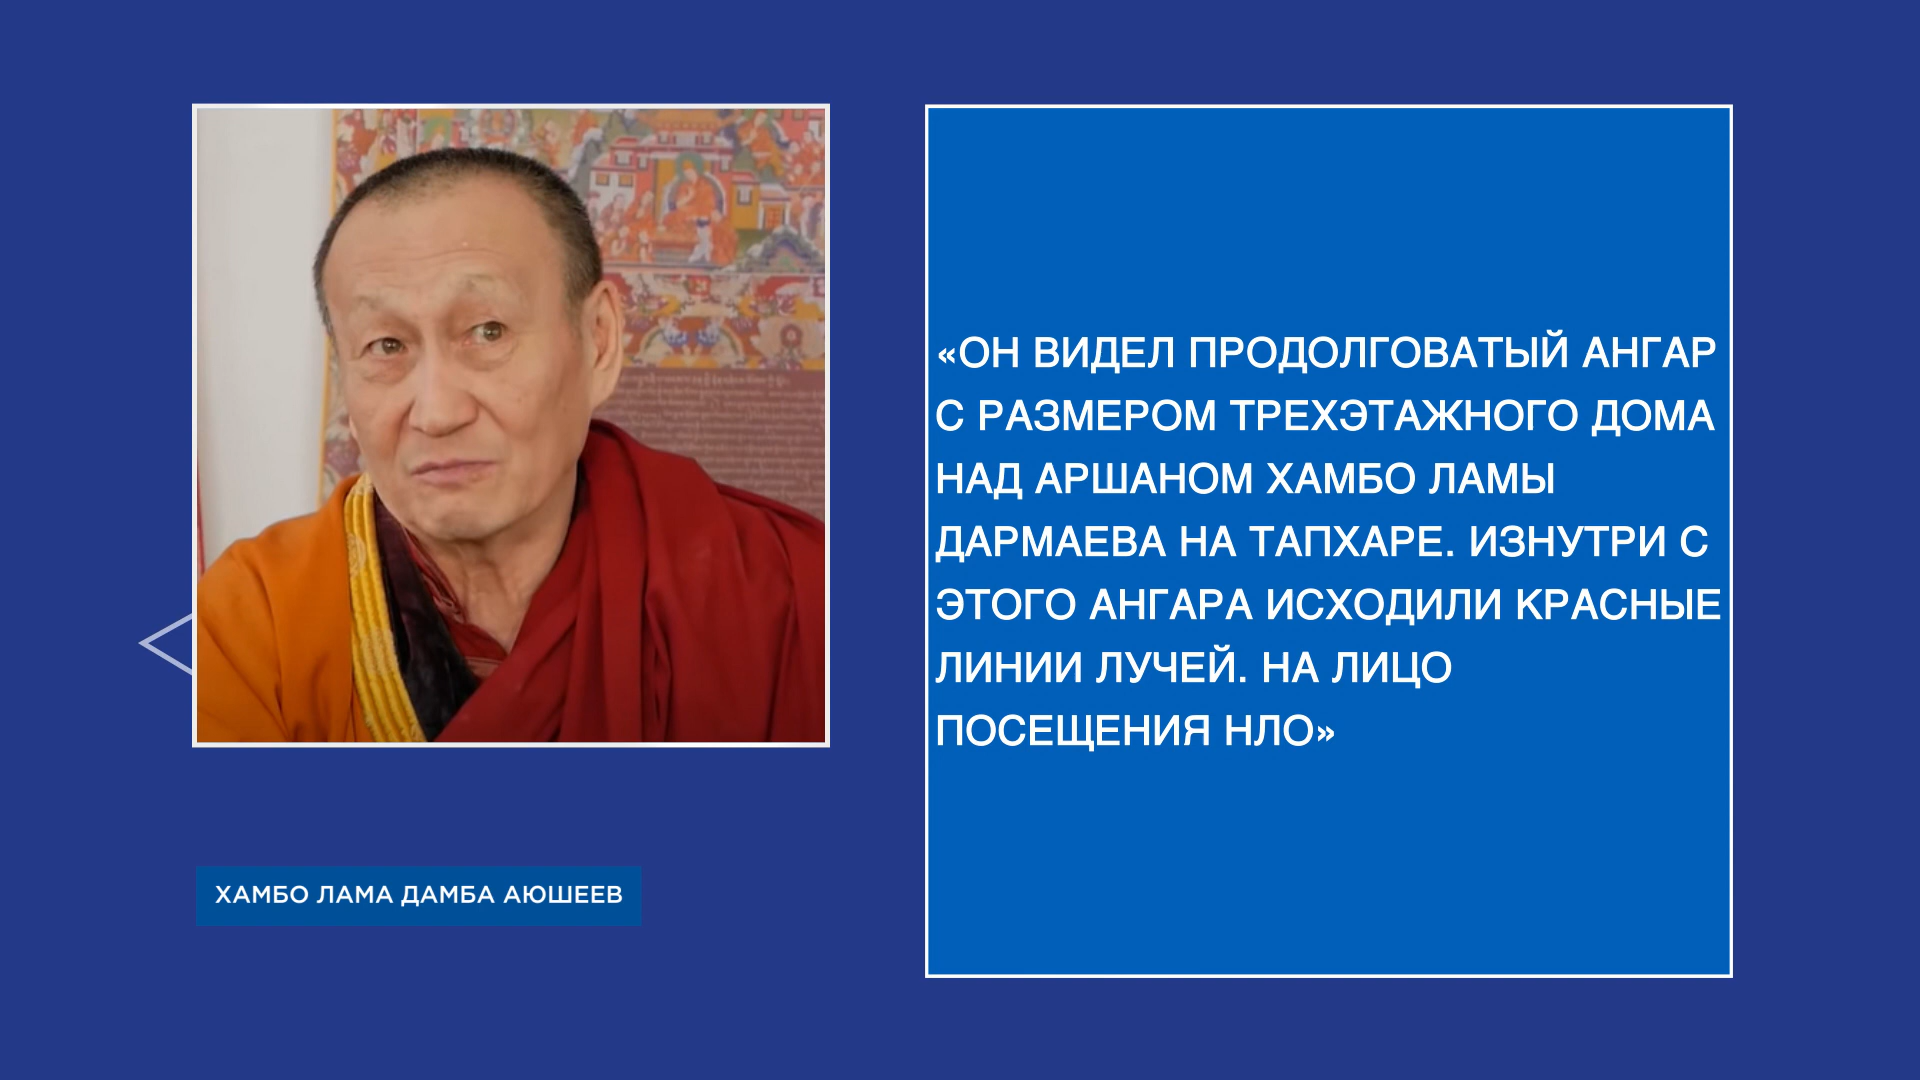 «ОН ВИДЕЛ ПРОДОЛГОВАТЫЙ АНГАР
С РАЗМЕРОМ ТРЕХЭТАЖНОГО ДОМА
НАД АРШАНОМ ХАМБО ЛАМЫ
ДАРМАЕВА НА ТАПХАРЕ. ИЗНУТРИ С
ЭТОГО АНГАРА ИСХОДИЛИ КРАСНЫЕ
ЛИНИИ ЛУЧЕЙ. НА ЛИЦО
ПОСЕЩЕНИЯ НЛО»
ХАМБО ЛАМА ДАМБА АЮШЕЕВ